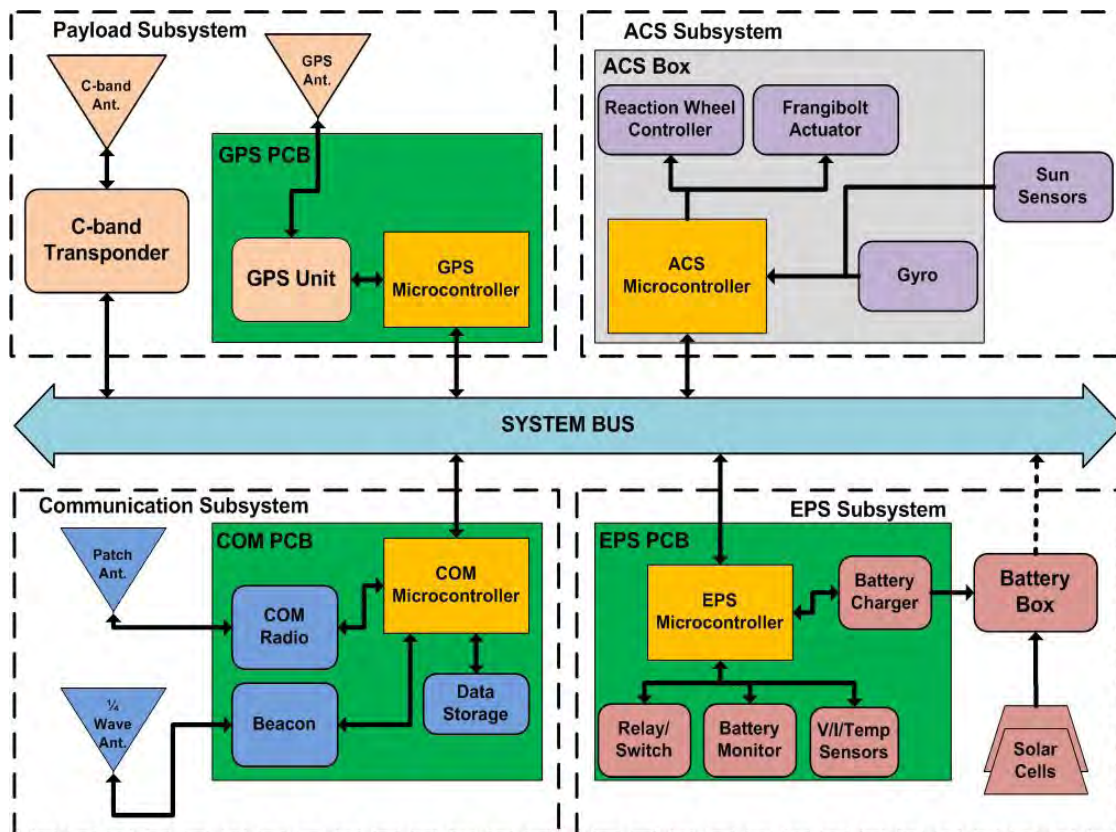 Payload Subsystem
C-band
Ant.
GPS
Ant.
GPS PCB
C-band
Transponder
GPS Unit
GPS
Microcontroller
ACS Subsystem
ACS Box
Reaction Wheel
Controller
Frangibolt
Actuator
Sun
Sensors
ACS
Microcontroller
Gyro
SYSTEM BUS
Communication Subsystem
COM PCB
Patch
Ant.
COM
Microcontroller
COM
Radio
¼
Wave
Ant.
Beacon
Data
Storage
EPS Subsystem
EPS PCB
EPS
Microcontroller
Battery
Charger
Battery
Box
Relay/
Switch
Battery
Monitor
V/I/Temp
Sensors
Solar
Cells